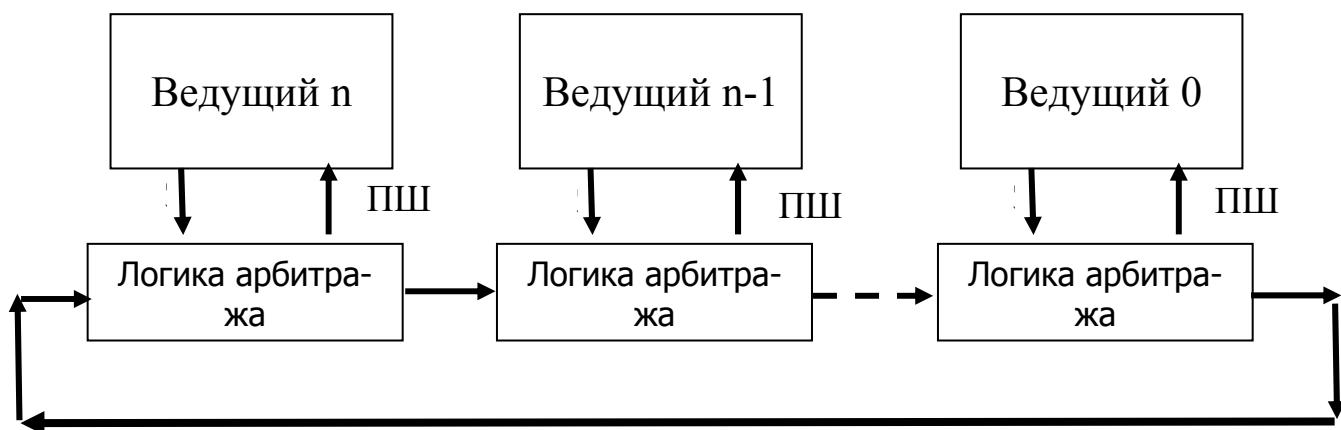 Ведущий n
Ведущий n-1
Ведущий 0
ПШ
ПШ
ПШ
Логика арбитра-
жа
Логика арбитра-
жа
Логика арбитра-
жа